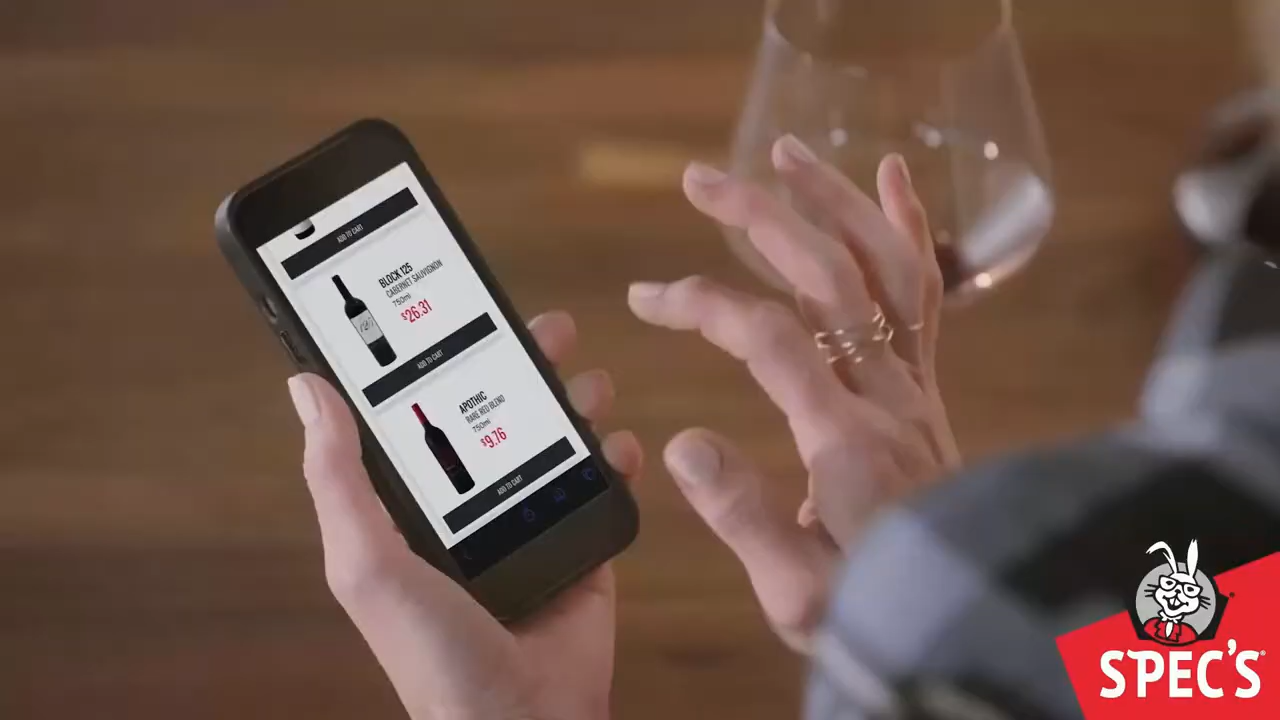 ADD TO CART
BLOCK 125
CABERNET SAUVIGNON
750ml
$26.31
ADD TO CART
APOTHIC
RARE RED BLEND
750ml
$9.76
ADD TO CART
SPEC'S